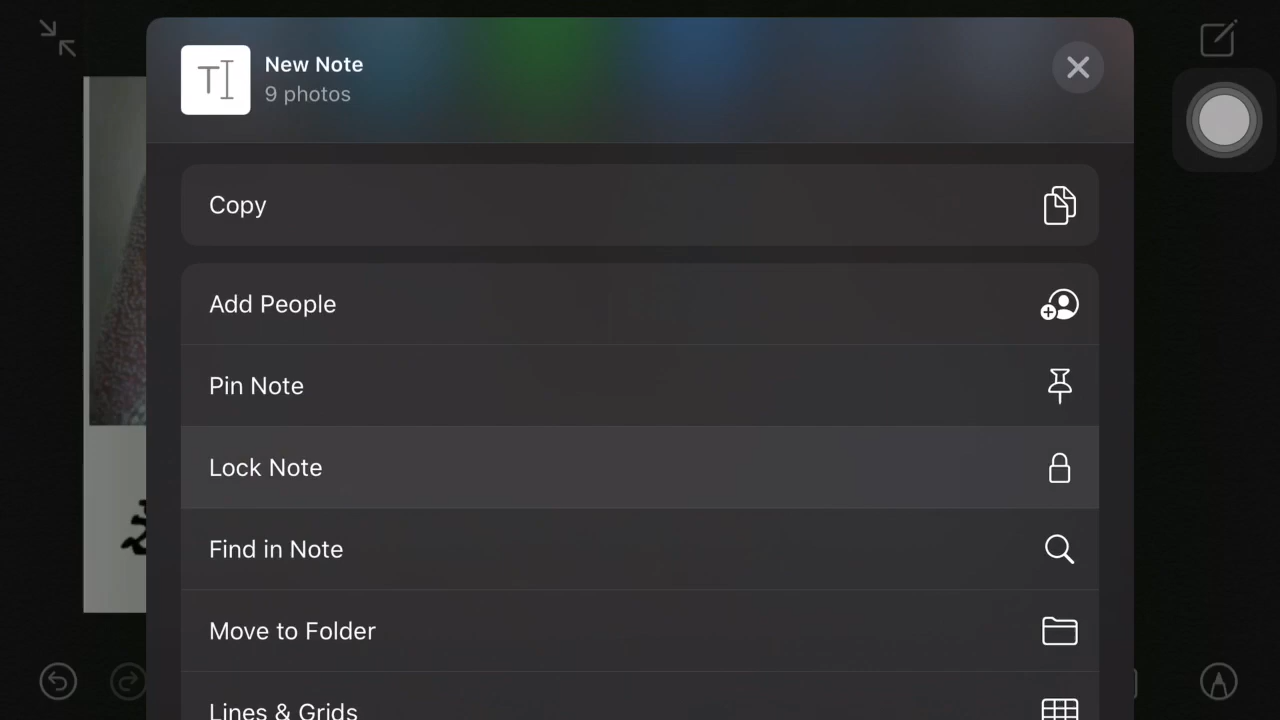 New Note
9 photos
Copy
Add People
Pin Note
Lock Note
Find in Note
Move to Folder
Lines & Grids